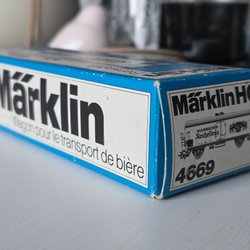 Märklin
Wagon pour le transport de bière
Märklin H0
4669